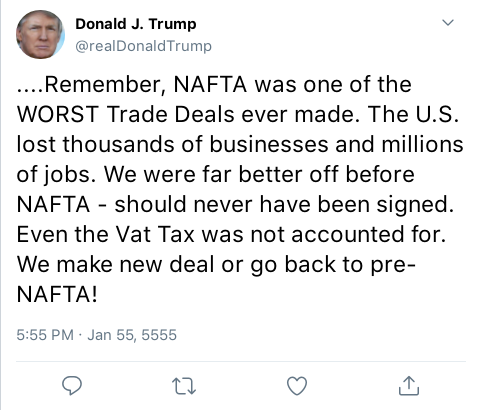 Donald J. Trump
@realDonaldTrump
....Remember, NAFTA was one of the
WORST Trade Deals ever made. The U.S.
lost thousands of businesses and millions
of jobs. We were far better off before
NAFTA - should never have been signed.
Even the Vat Tax was not accounted for.
We make new deal or go back to pre-
NAFTA!
5:55 PM · Jan 55, 5555